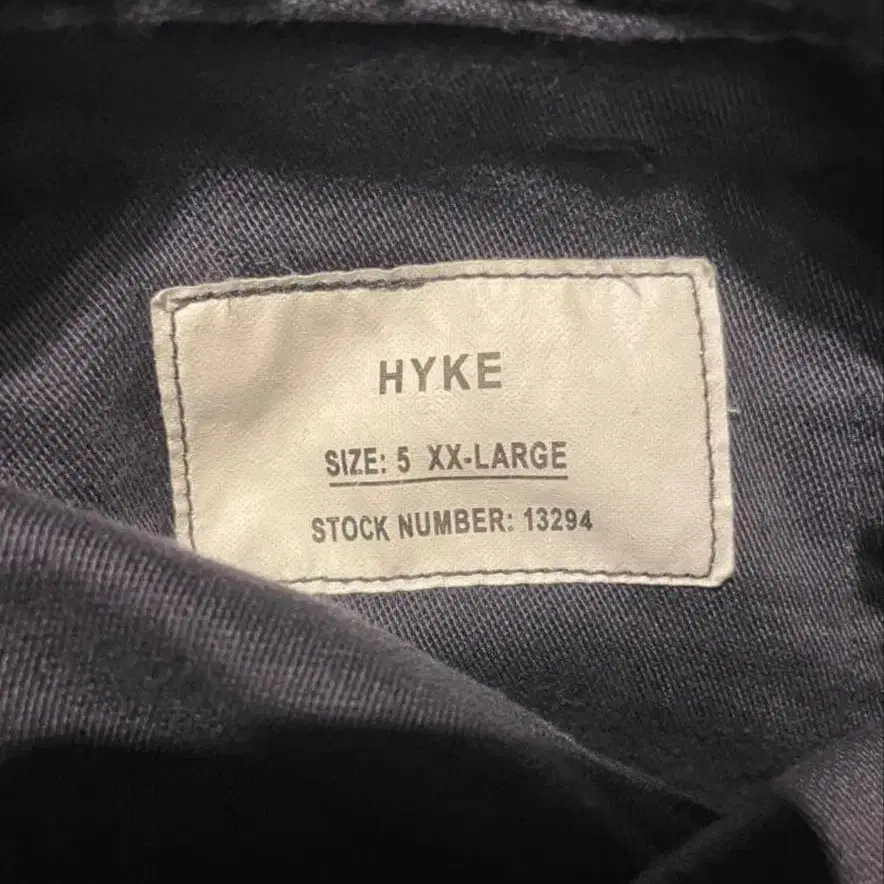 HYKE
SIZE: 5 XX-LARGE
STOCK NUMBER: 13294